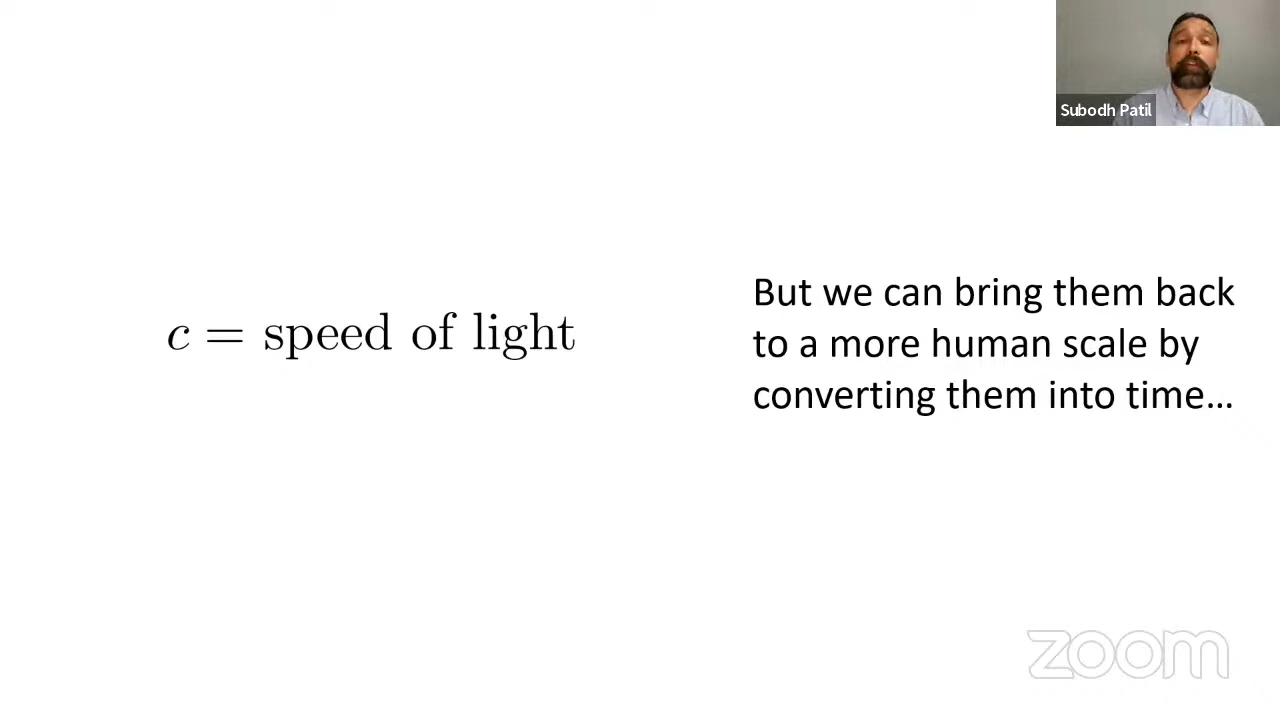 Subodh Patil
c = speed of light
But we can bring them back
to a more human scale by
converting them into time…
zoom